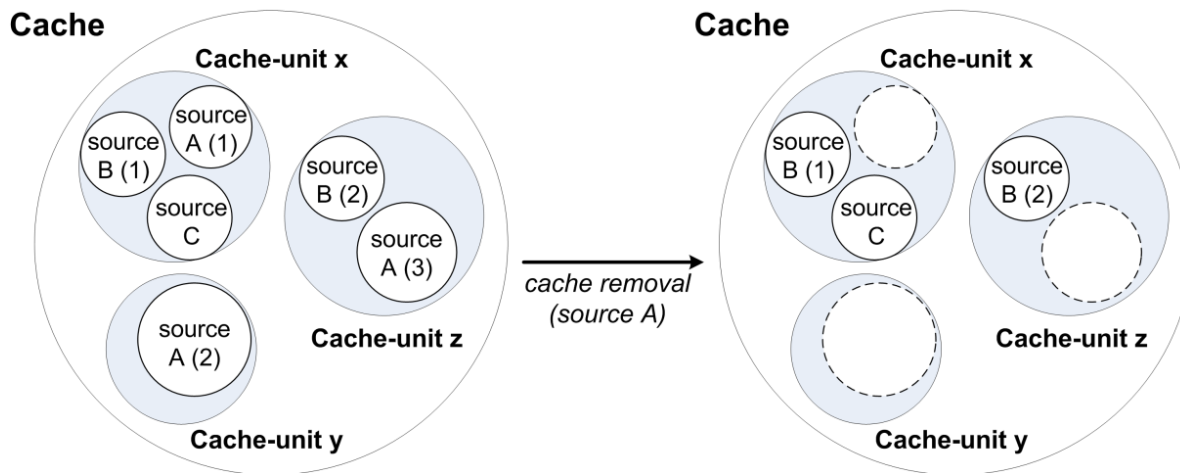 Cache
Cache-unit x
source
A (1)
source
B (1)
source
C
source
B (2)
source
A (3)
Cache-unit z
source
A (2)
Cache-unit y
cache removal
(source A)
Cache
Cache-unit x
source
B (1)
source
C
source
B (2)
Cache-unit z
Cache-unit y